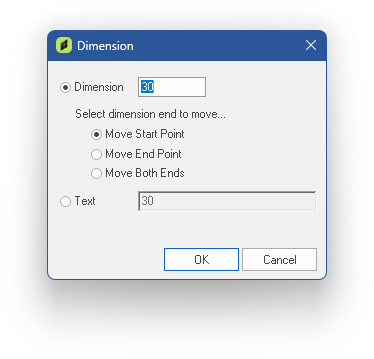 Dimension
Dimension 30
Select dimension end to move...
Move Start Point
Move End Point
Move Both Ends
Text 30
OK Cancel